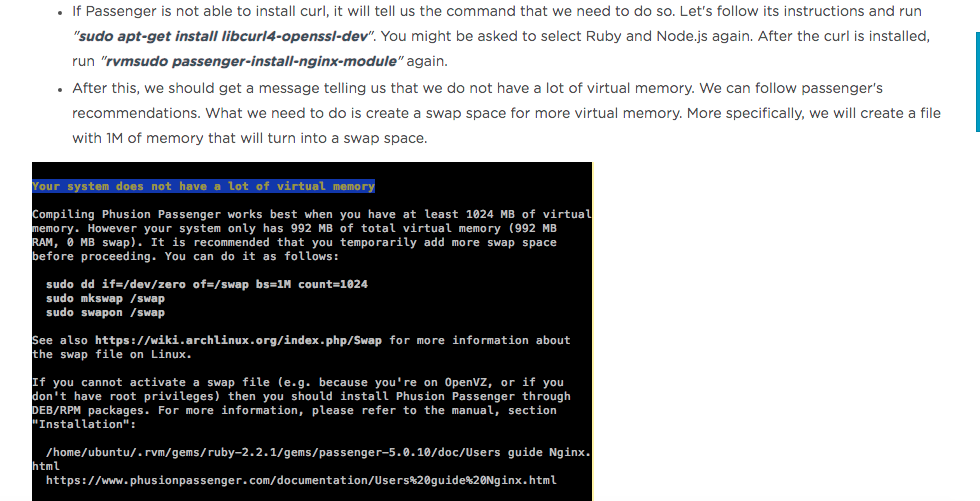 • If Passenger is not able to install curl, it will tell us the command that we need to do so. Let's follow its instructions and run
"sudo apt-get install libcurl4-openssl-dev". You might be asked to select Ruby and Node.js again. After the curl is installed,
run "rvmsudo passenger-install-nginx-module" again.
• After this, we should get a message telling us that we do not have a lot of virtual memory. We can follow passenger's
recommendations. What we need to do is create a swap space for more virtual memory. More specifically, we will create a file
with 1M of memory that will turn into a swap space.
Your system does not have a lot of virtual memory
Compiling Phusion Passenger works best when you have at least 1024 MB of virtual
memory. However your system only has 992 MB of total virtual memory (992 MB
RAM, 0 MB swap). It is recommended that you temporarily add more swap space
before proceeding. You can do it as follows:
sudo dd if=/dev/zero of=/swap bs=1M count=1024
sudo mkswap /swap
sudo swapon /swap
See also https://wiki.archlinux.org/index.php/Swap for more information about
the swap file on Linux.
If you cannot activate a swap file (e.g. because you're on OpenVZ, or if you
don't have root privileges) then you should install Phusion Passenger through
DEB/RPM packages. For more information, please refer to the manual, section
"Installation":
/home/ubuntu/.rvm/gems/ruby-2.2.1/gems/passenger-5.0.10/doc/Users guide Nginx.
html
https://www.phusionpassenger.com/documentation/Users%20guide%20Nginx.html